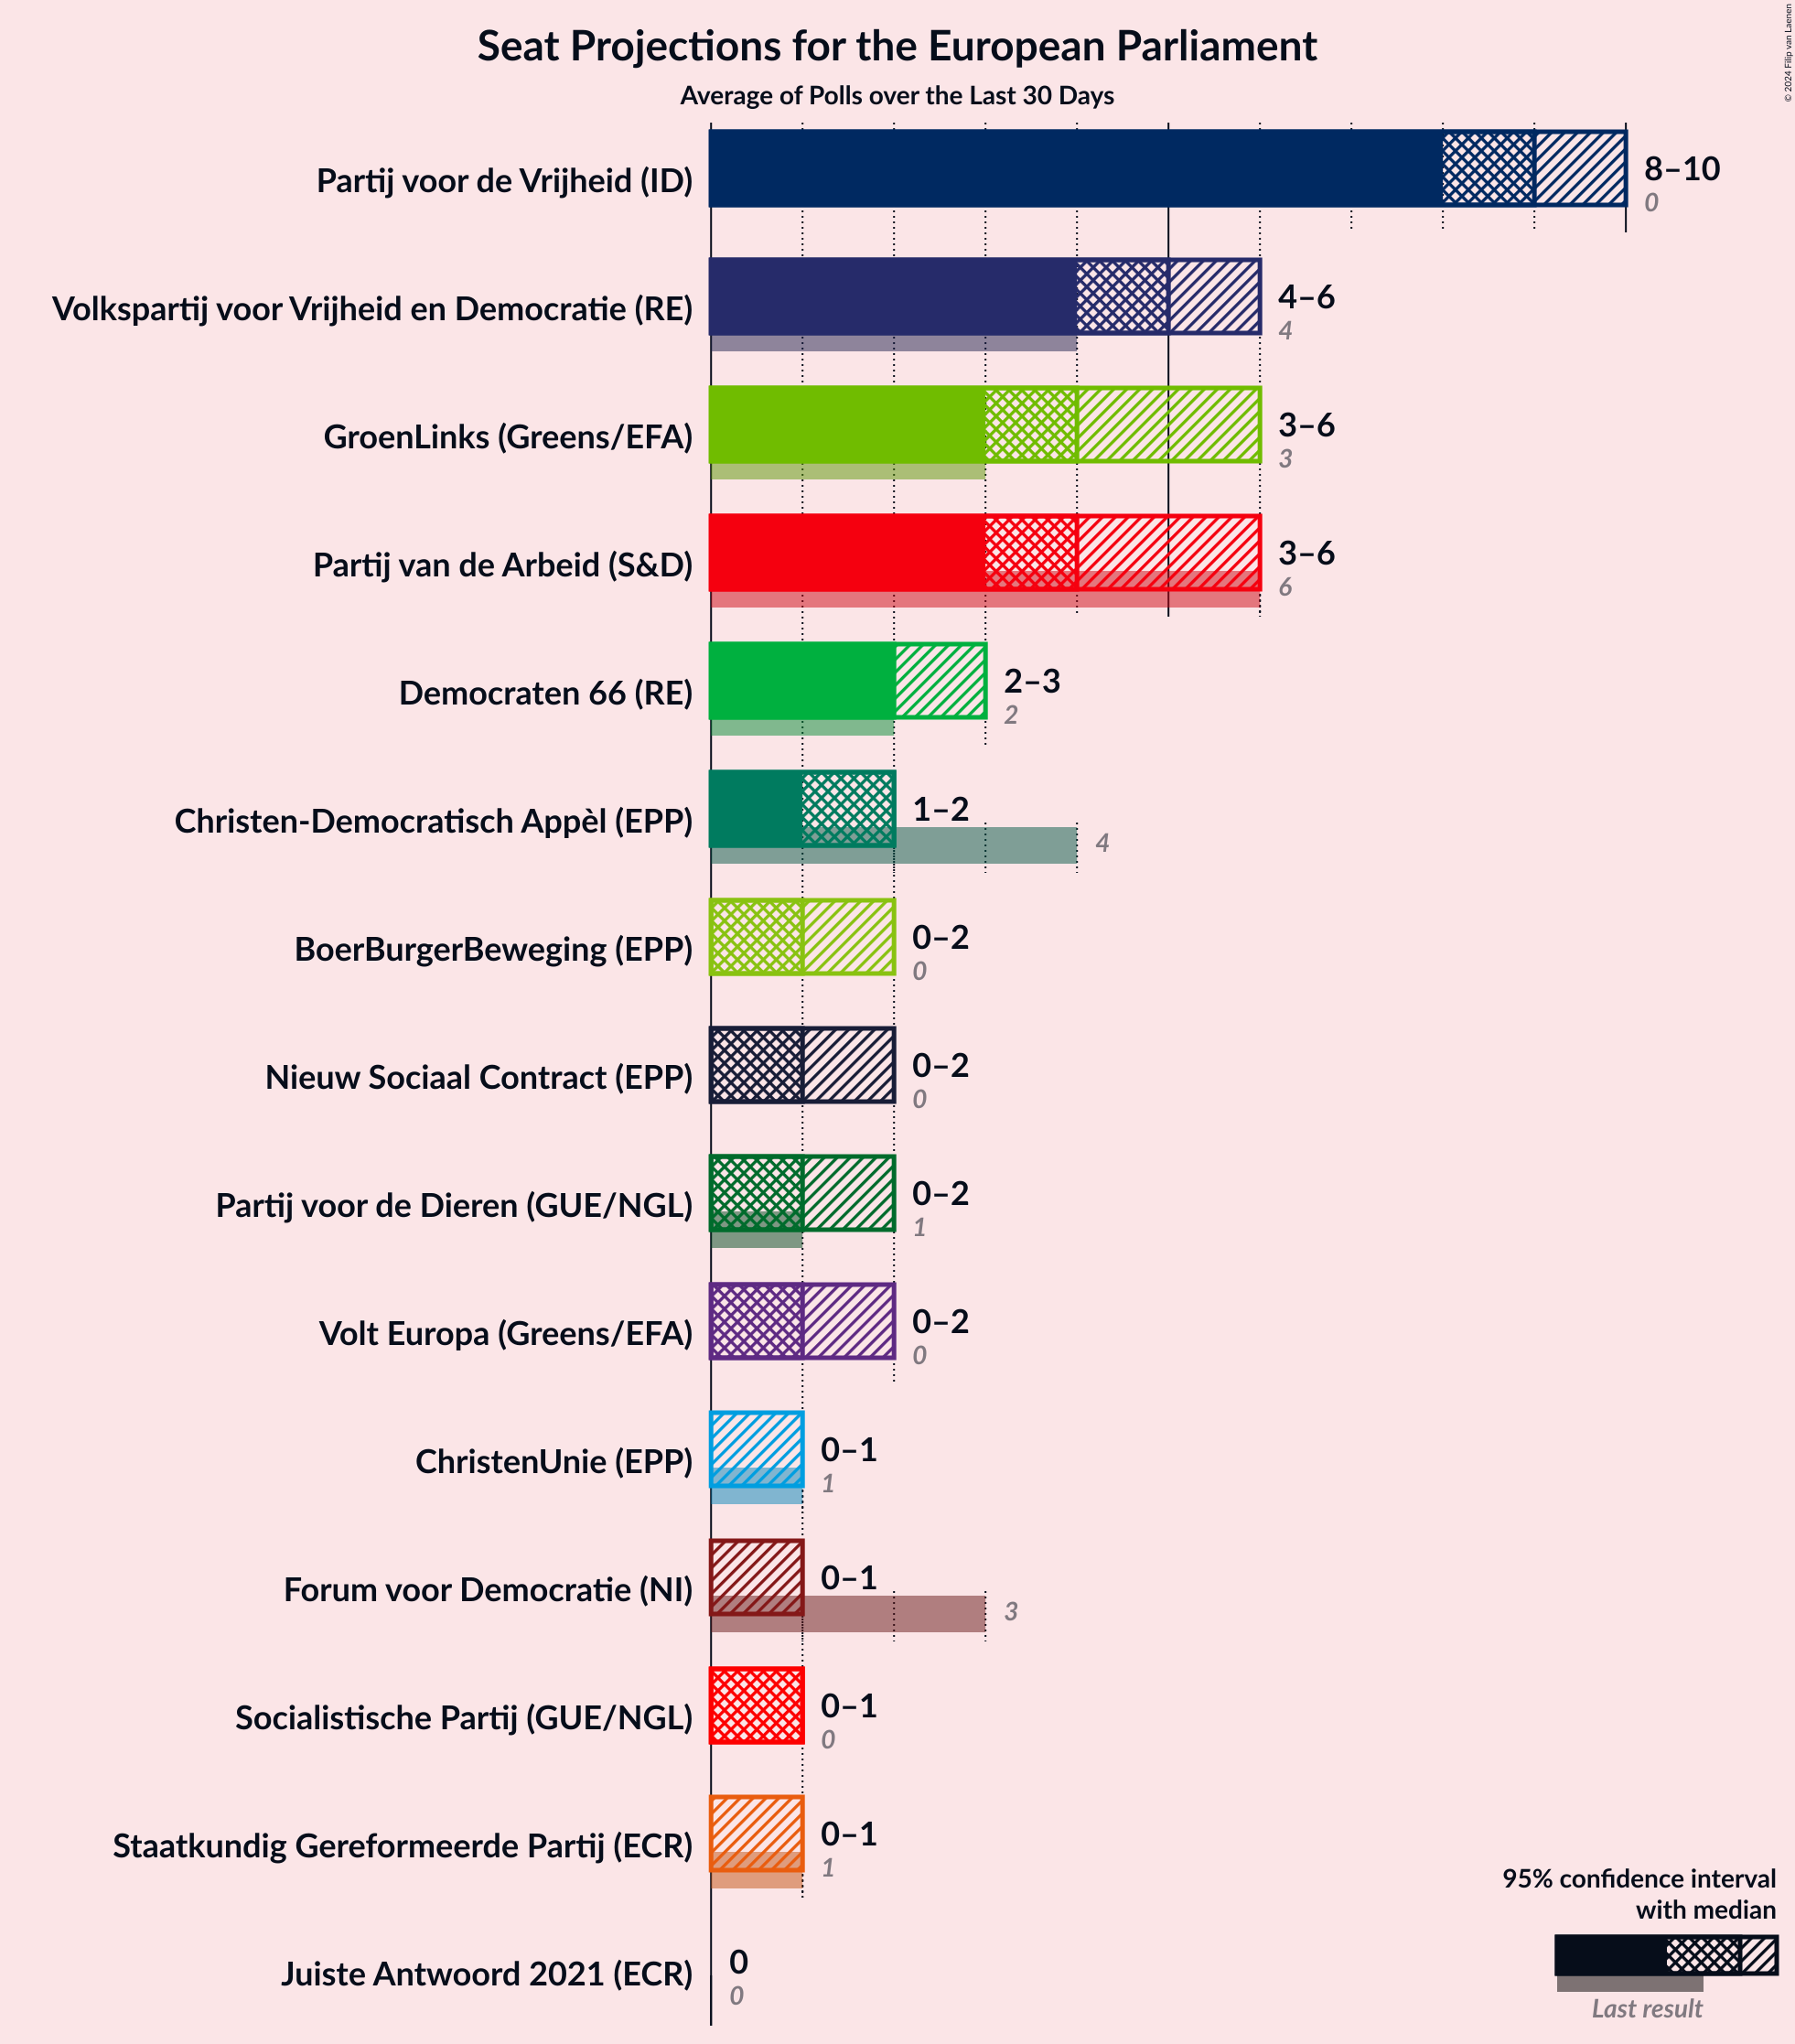 Seat Projections for the European Parliament
Average of Polls over the Last 30 Days
© 2024 Filip van Laenen
Partij voor de Vrijheid (ID)
8–10
0
Volkspartij voor Vrijheid en Democratie (RE)
4–6
4
GroenLinks (Greens/EFA)
3–6
3
Partij van de Arbeid (S&D)
3–6
6
Democraten 66 (RE)
2–3
2
Christen-Democratisch Appèl (EPP)
1–2
4
BoerBurgerBeweging (EPP)
0–2
0
Nieuw Sociaal Contract (EPP)
0–2
0
Partij voor de Dieren (GUE/NGL)
0–2
1
Volt Europa (Greens/EFA)
0–2
0
ChristenUnie (EPP)
0–1
1
Forum voor Democratie (NI)
0–1
3
Socialistische Partij (GUE/NGL)
0–1
0
Staatkundig Gereformeerde Partij (ECR)
0–1
1
Juiste Antwoord 2021 (ECR)
0
0
95% confidence interval
with median
Last result